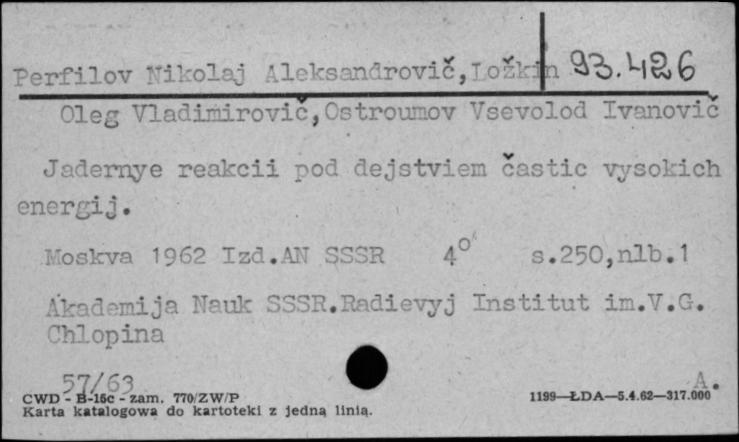 Perfilov Nikolaj Aleksandrovič, Ložkin 93.426
Oleg Vladimirovič, Ostroumov Vsevolod Ivanovič
Jadernye reakcii pod dejstviem častic vysokich
energij.
Moskva 1962 Izd.AN SSSR 4° s.250,nlb.1
Akademija Nauk SSSR.Radievyj Institut im.V.G.
Chlopina
57/63 A.
CWD - B-15c - zam. 770/ZW/P 1199—ŁDA—5.4.62—317.000
Karta katalogowa do kartoteki z jedną linią.